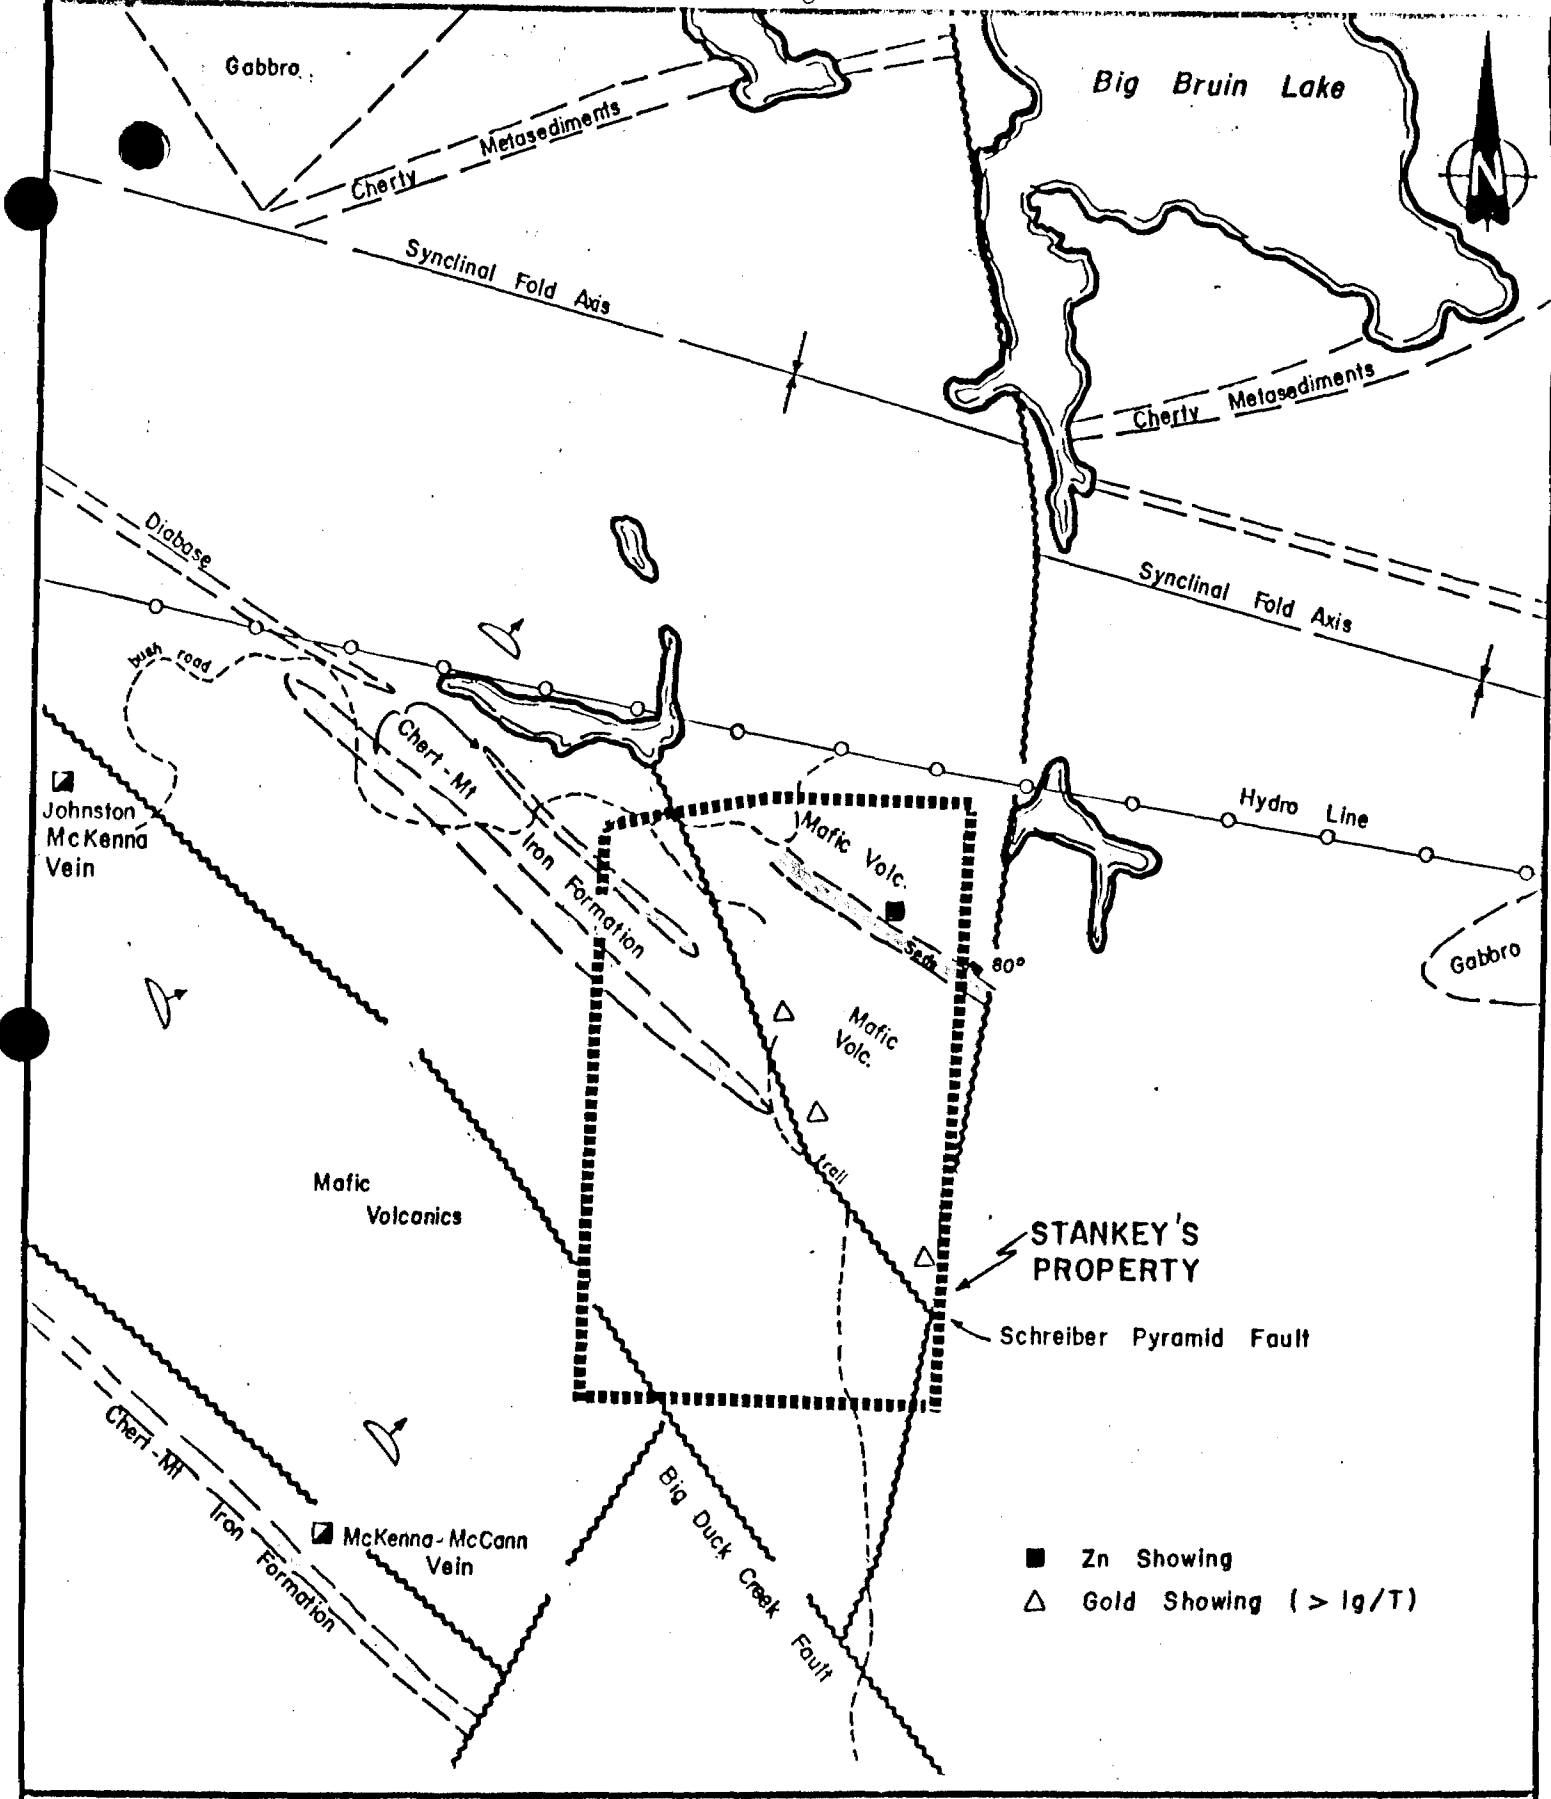 Gabbro
Big Bruin Lake
N
Cherty Metasediments
Synclinal Fold Axis
Cherty Metasediments
Diabase
Synclinal Fold Axis
bush road
Chert-Mt
Iron Formation
Johnston
McKenna
Vein
Hydro Line
Mafic Volc.
Seds
80°
Gabbro
Mafic
Volc.
trail
Mafic
Volcanics
STANKEY'S
PROPERTY
Schreiber Pyramid Fault
Chert-Mt
Iron Formation
McKenna-McCann
Vein
Big Duck Creek Fault
Zn Showing
Gold Showing (> 1g/T)